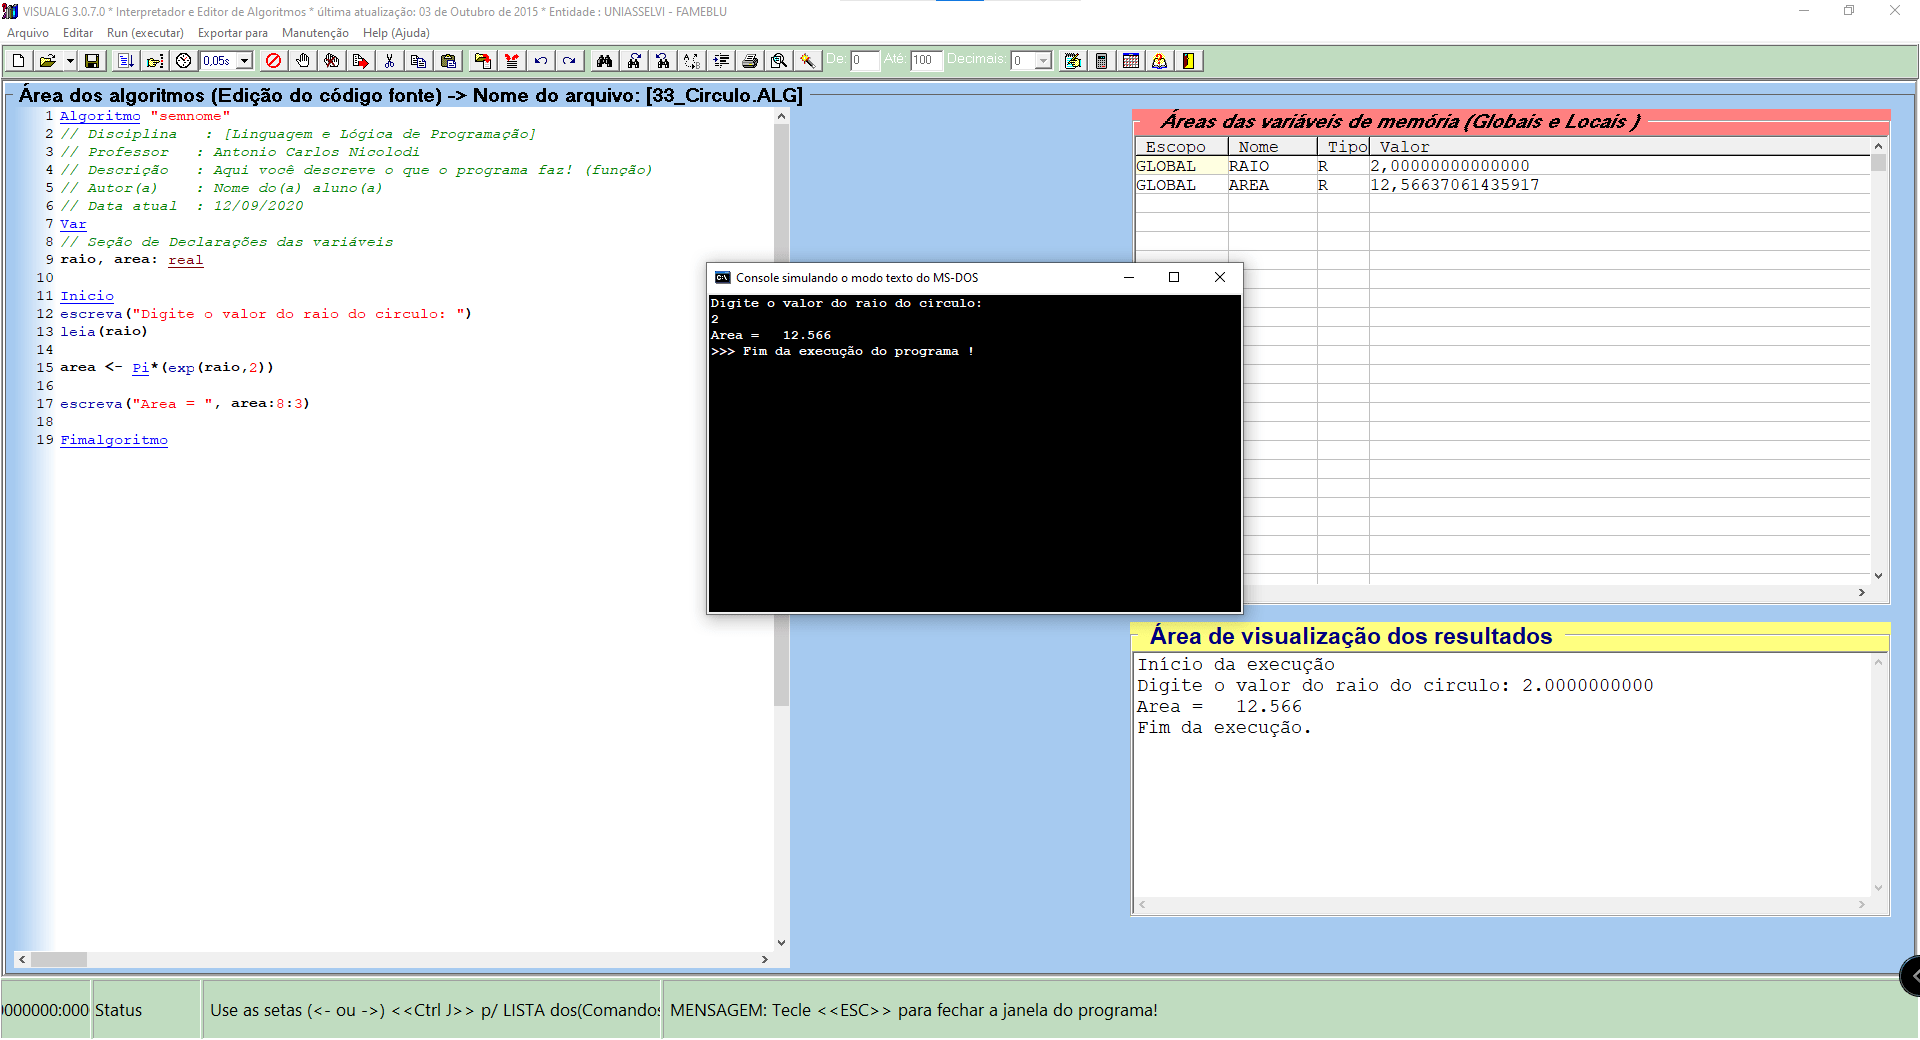 VISUALG 3.0.7.0 * Interpretador e Editor de Algoritmos * última atualização: 03 de Outubro de 2015 * Entidade : UNIASSELVI - FAMEBLU
Arquivo Editar Run (executar) Exportar para Manutenção Help (Ajuda)
0,05s De: 0 Até: 100 Decimais: 0
Área dos algoritmos (Edição do código fonte) -> Nome do arquivo: [33_Circulo.ALG]
1 Algoritmo "semnome"
2 // Disciplina   : [Linguagem e Lógica de Programação]
3 // Professor   : Antonio Carlos Nicolodi
4 // Descrição   : Aqui você descreve o que o programa faz! (função)
5 // Autor(a)    : Nome do(a) aluno(a)
6 // Data atual  : 12/09/2020
7 Var
8 // Seção de Declarações das variáveis
9 raio, area: real
10
11 Inicio
12 escreva("Digite o valor do raio do circulo: ")
13 leia(raio)
14
15 area <- Pi*(exp(raio,2))
16
17 escreva("Area = ", area:8:3)
18
19 Fimalgoritmo
Console simulando o modo texto do MS-DOS
Digite o valor do raio do circulo:
2
Area =   12.566
>>> Fim da execução do programa !
Áreas das variáveis de memória (Globais e Locais )
Escopo Nome Tipo Valor
GLOBAL RAIO R 2,00000000000000
GLOBAL AREA R 12,56637061435917
Área de visualização dos resultados
Início da execução
Digite o valor do raio do circulo: 2.0000000000
Area =   12.566
Fim da execução.
0000000:000 Status Use as setas (<- ou ->) <<Ctrl J>> p/ LISTA dos(Comandos MENSAGEM: Tecle <<ESC>> para fechar a janela do programa!